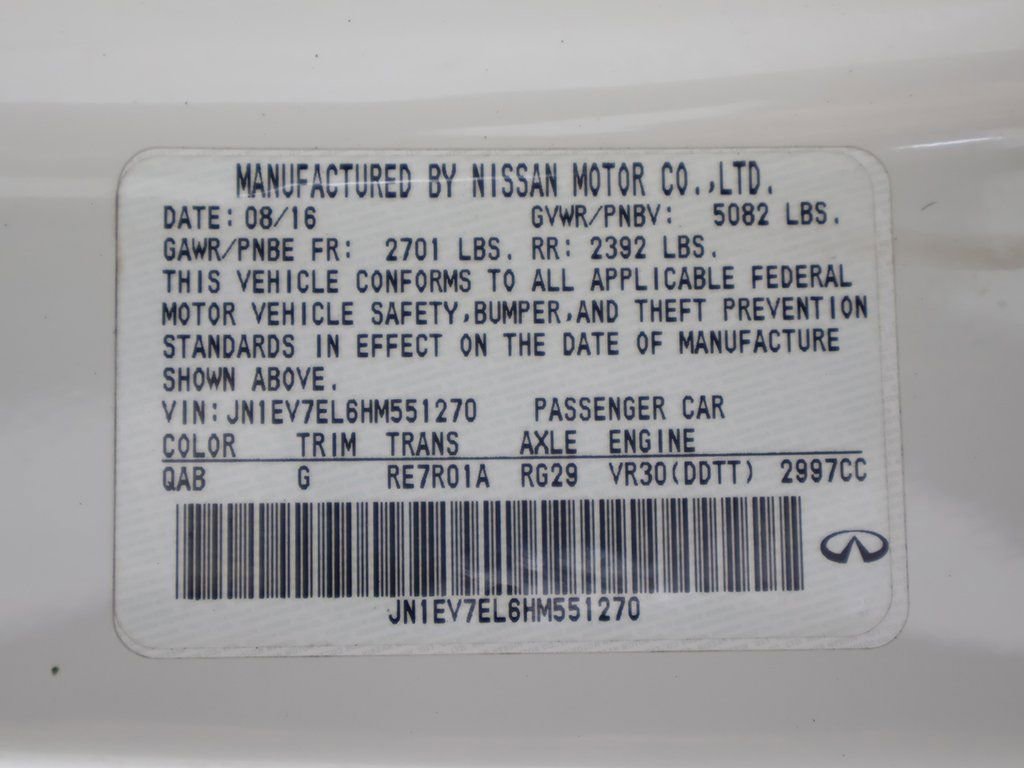 MANUFACTURED BY NISSAN MOTOR CO.,LTD.
DATE: 08/16 GVWR/PNBV: 5082 LBS.
GAWR/PNBE FR: 2701 LBS. RR: 2392 LBS.
THIS VEHICLE CONFORMS TO ALL APPLICABLE FEDERAL
MOTOR VEHICLE SAFETY,BUMPER,AND THEFT PREVENTION
STANDARDS IN EFFECT ON THE DATE OF MANUFACTURE
SHOWN ABOVE.
VIN: JN1EV7EL6HM551270 PASSENGER CAR
COLOR TRIM TRANS AXLE ENGINE
QAB G RE7R01A RG29 VR30(DDTT) 2997CC
JN1EV7EL6HM551270